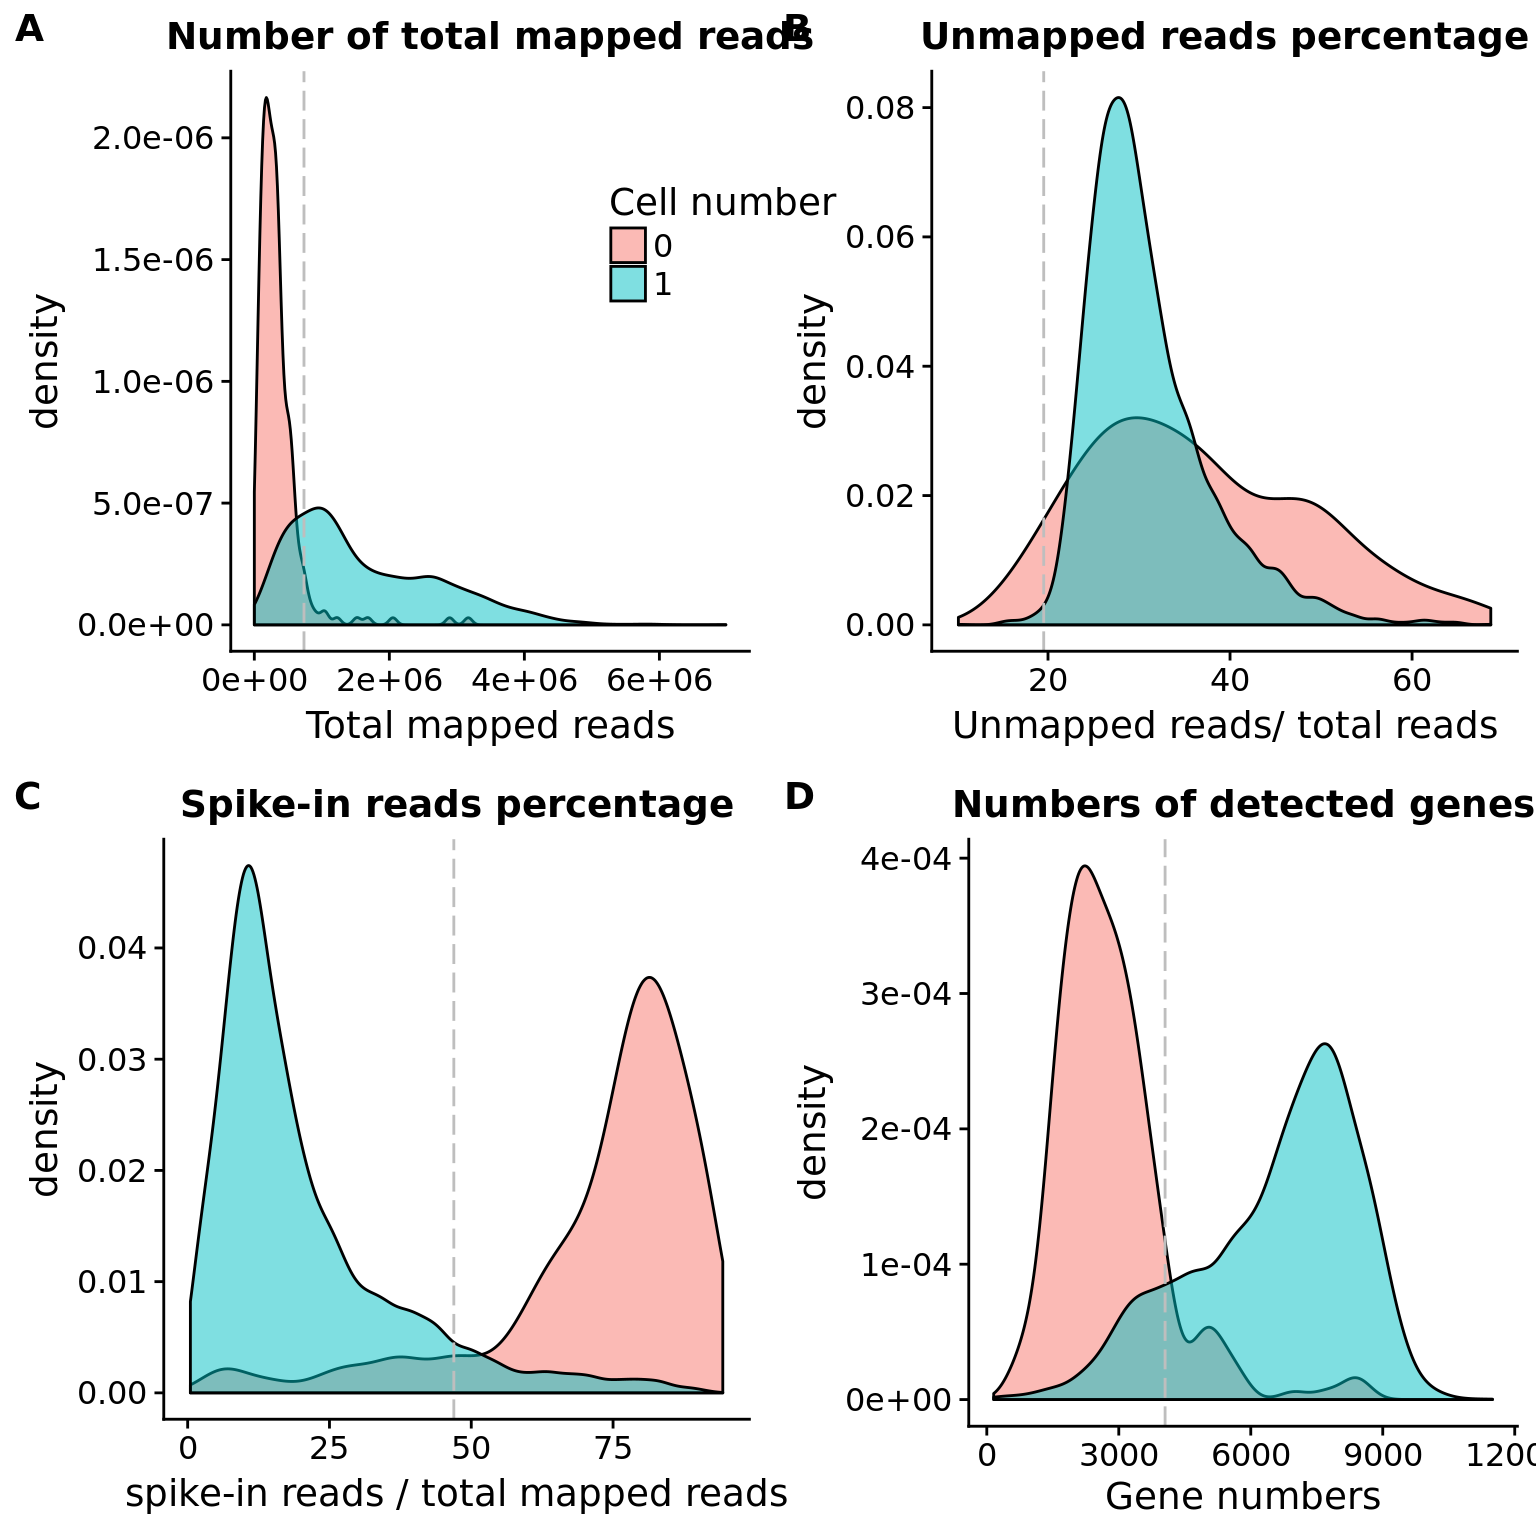 A
Number of total mapped reads
2.0e-06
1.5e-06
1.0e-06
5.0e-07
0.0e+00
density
0e+00 2e+06 4e+06 6e+06
Total mapped reads
Cell number
0
1
B
Unmapped reads percentage
0.08
0.06
0.04
0.02
0.00
density
20 40 60
Unmapped reads/ total reads
C
Spike-in reads percentage
0.04
0.03
0.02
0.01
0.00
density
0 25 50 75
spike-in reads / total mapped reads
D
Numbers of detected genes
4e-04
3e-04
2e-04
1e-04
0e+00
density
0 3000 6000 9000
Gene numbers